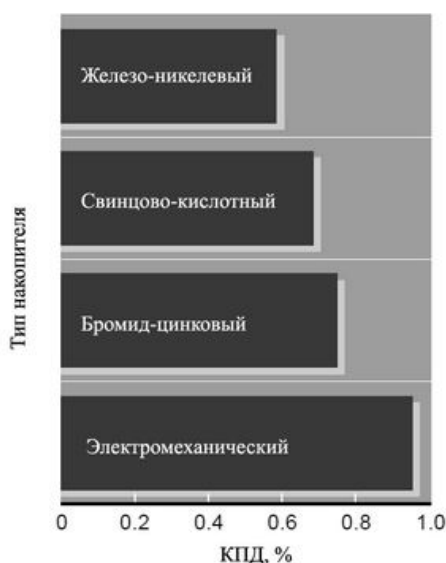 Железо-никелевый
Свинцово-кислотный
Бромид-цинковый
Электромеханический
Тип накопителя
0 0.2 0.4 0.6 0.8 1.0
КПД, %